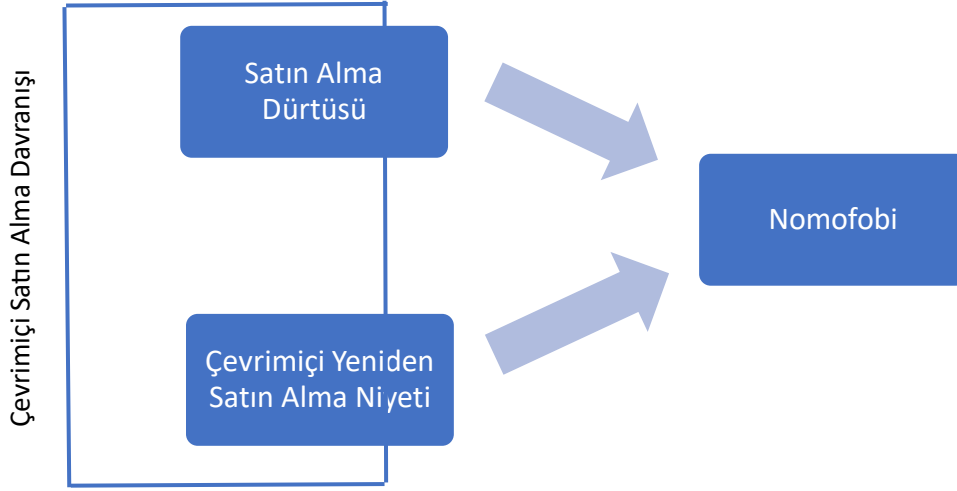 Çevrimiçi Satın Alma Davranışı
Satın Alma
Dürtüsü
Nomofobi
Çevrimiçi Yeniden
Satın Alma Niyeti